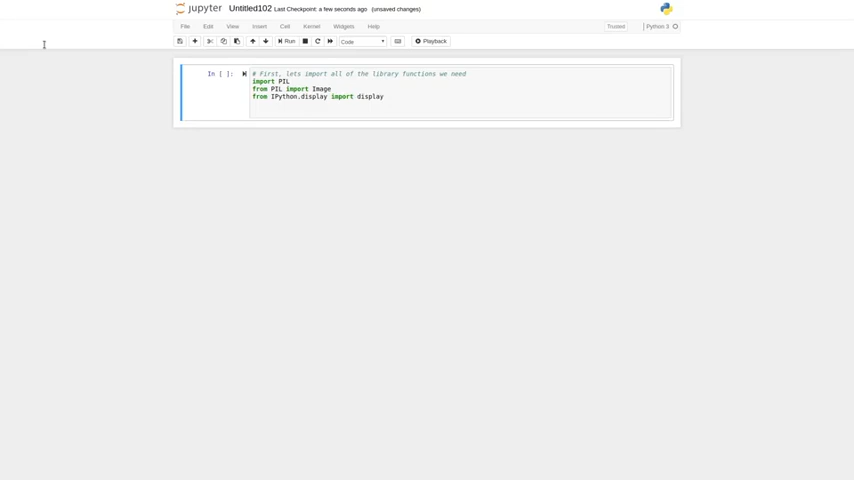 jupyter Untitled102 Last Checkpoint: a few seconds ago (unsaved changes)
File Edit View Insert Cell Kernel Widgets Help Trusted Python 3
Run Code Playback
In [ ]: # First, lets import all of the library functions we need
import PIL
from PIL import Image
from IPython.display import display